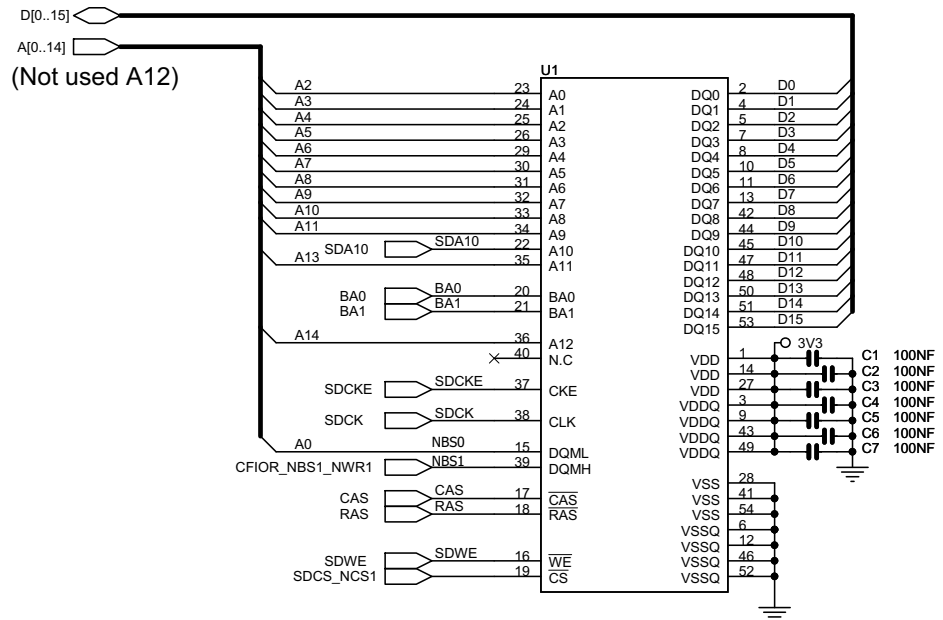 D[0..15]
A[0..14]
(Not used A12)
U1
A2 23 A0 DQ0 2 D0
A3 24 A1 DQ1 4 D1
A4 25 A2 DQ2 5 D2
A5 26 A3 DQ3 7 D3
A6 29 A4 DQ4 8 D4
A7 30 A5 DQ5 10 D5
A8 31 A6 DQ6 11 D6
A9 32 A7 DQ7 13 D7
A10 33 A8 DQ8 42 D8
A11 34 A9 DQ9 44 D9
SDA10 SDA10 22 A10 DQ10 45 D10
A13 35 A11 DQ11 47 D11
DQ12 48 D12
BA0 BA0 20 BA0 DQ13 50 D13
BA1 BA1 21 BA1 DQ14 51 D14
DQ15 53 D15
A14 36 A12 3V3
40 N.C VDD 1 C1 100NF
VDD 14 C2 100NF
SDCKE SDCKE 37 CKE VDD 27 C3 100NF
VDDQ 3 C4 100NF
SDCK SDCK 38 CLK VDDQ 9 C5 100NF
VDDQ 43 C6 100NF
A0 NBS0 15 DQML VDDQ 49 C7 100NF
CFIOR_NBS1_NWR1 NBS1 39 DQMH
VSS 28
CAS CAS 17 CAS VSS 41
RAS RAS 18 RAS VSS 54
VSSQ 6
VSSQ 12
SDWE SDWE 16 WE VSSQ 46
SDCS_NCS1 19 CS VSSQ 52